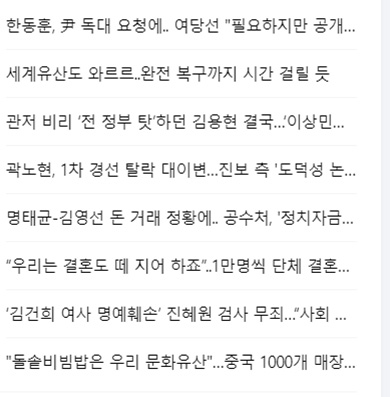 한동훈, 尹 독대 요청에.. 여당선 "필요하지만 공개...
세계유산도 와르르..완전 복구까지 시간 걸릴 듯
관저 비리 ‘전 정부 탓’하던 김용현 결국…‘이상민...
곽노현, 1차 경선 탈락 대이변…진보 측 '도덕성 논...
명태균-김영선 돈 거래 정황에.. 공수처, '정치자금...
“우리는 결혼도 떼 지어 하죠”..1만명씩 단체 결혼...
‘김건희 여사 명예훼손’ 진혜원 검사 무죄…“사회 ...
"돌솥비빔밥은 우리 문화유산"…중국 1000개 매장...